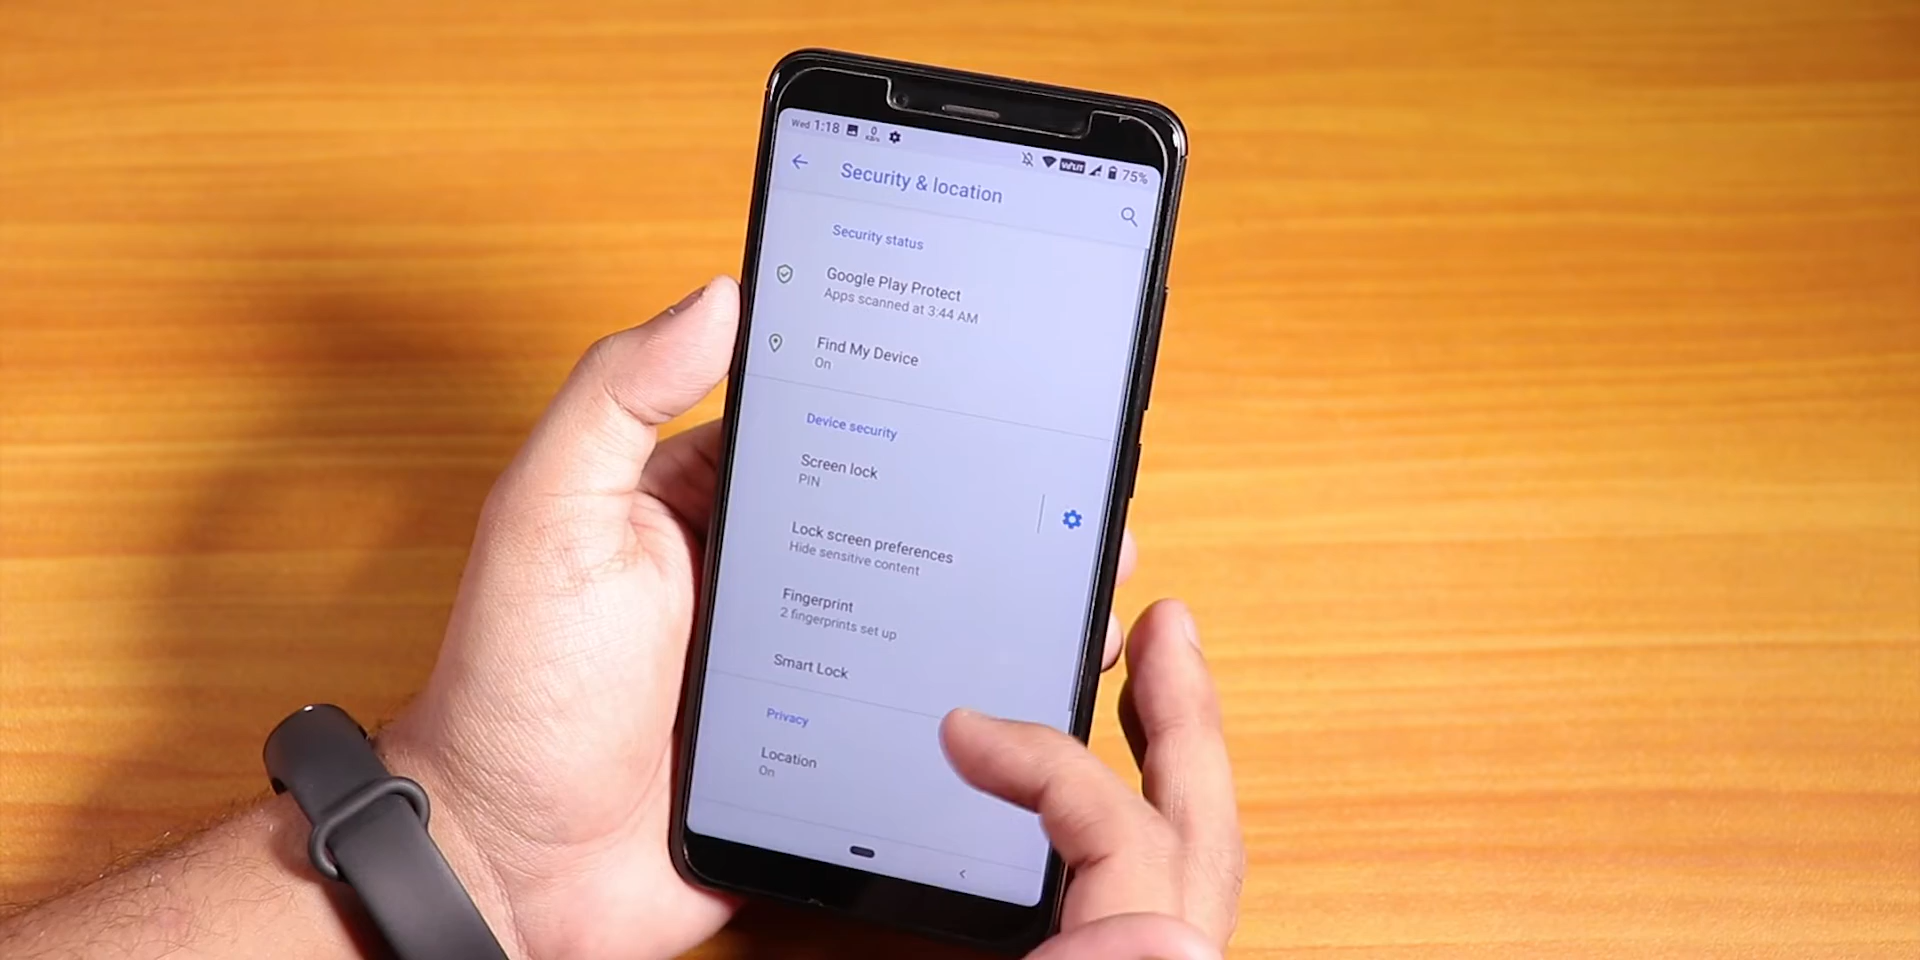 Wed 1:18 0 KB/s 75%
Security & location
Security status
Google Play Protect
Apps scanned at 3:44 AM
Find My Device
On
Device security
Screen lock
PIN
Lock screen preferences
Hide sensitive content
Fingerprint
2 fingerprints set up
Smart Lock
Privacy
Location
On